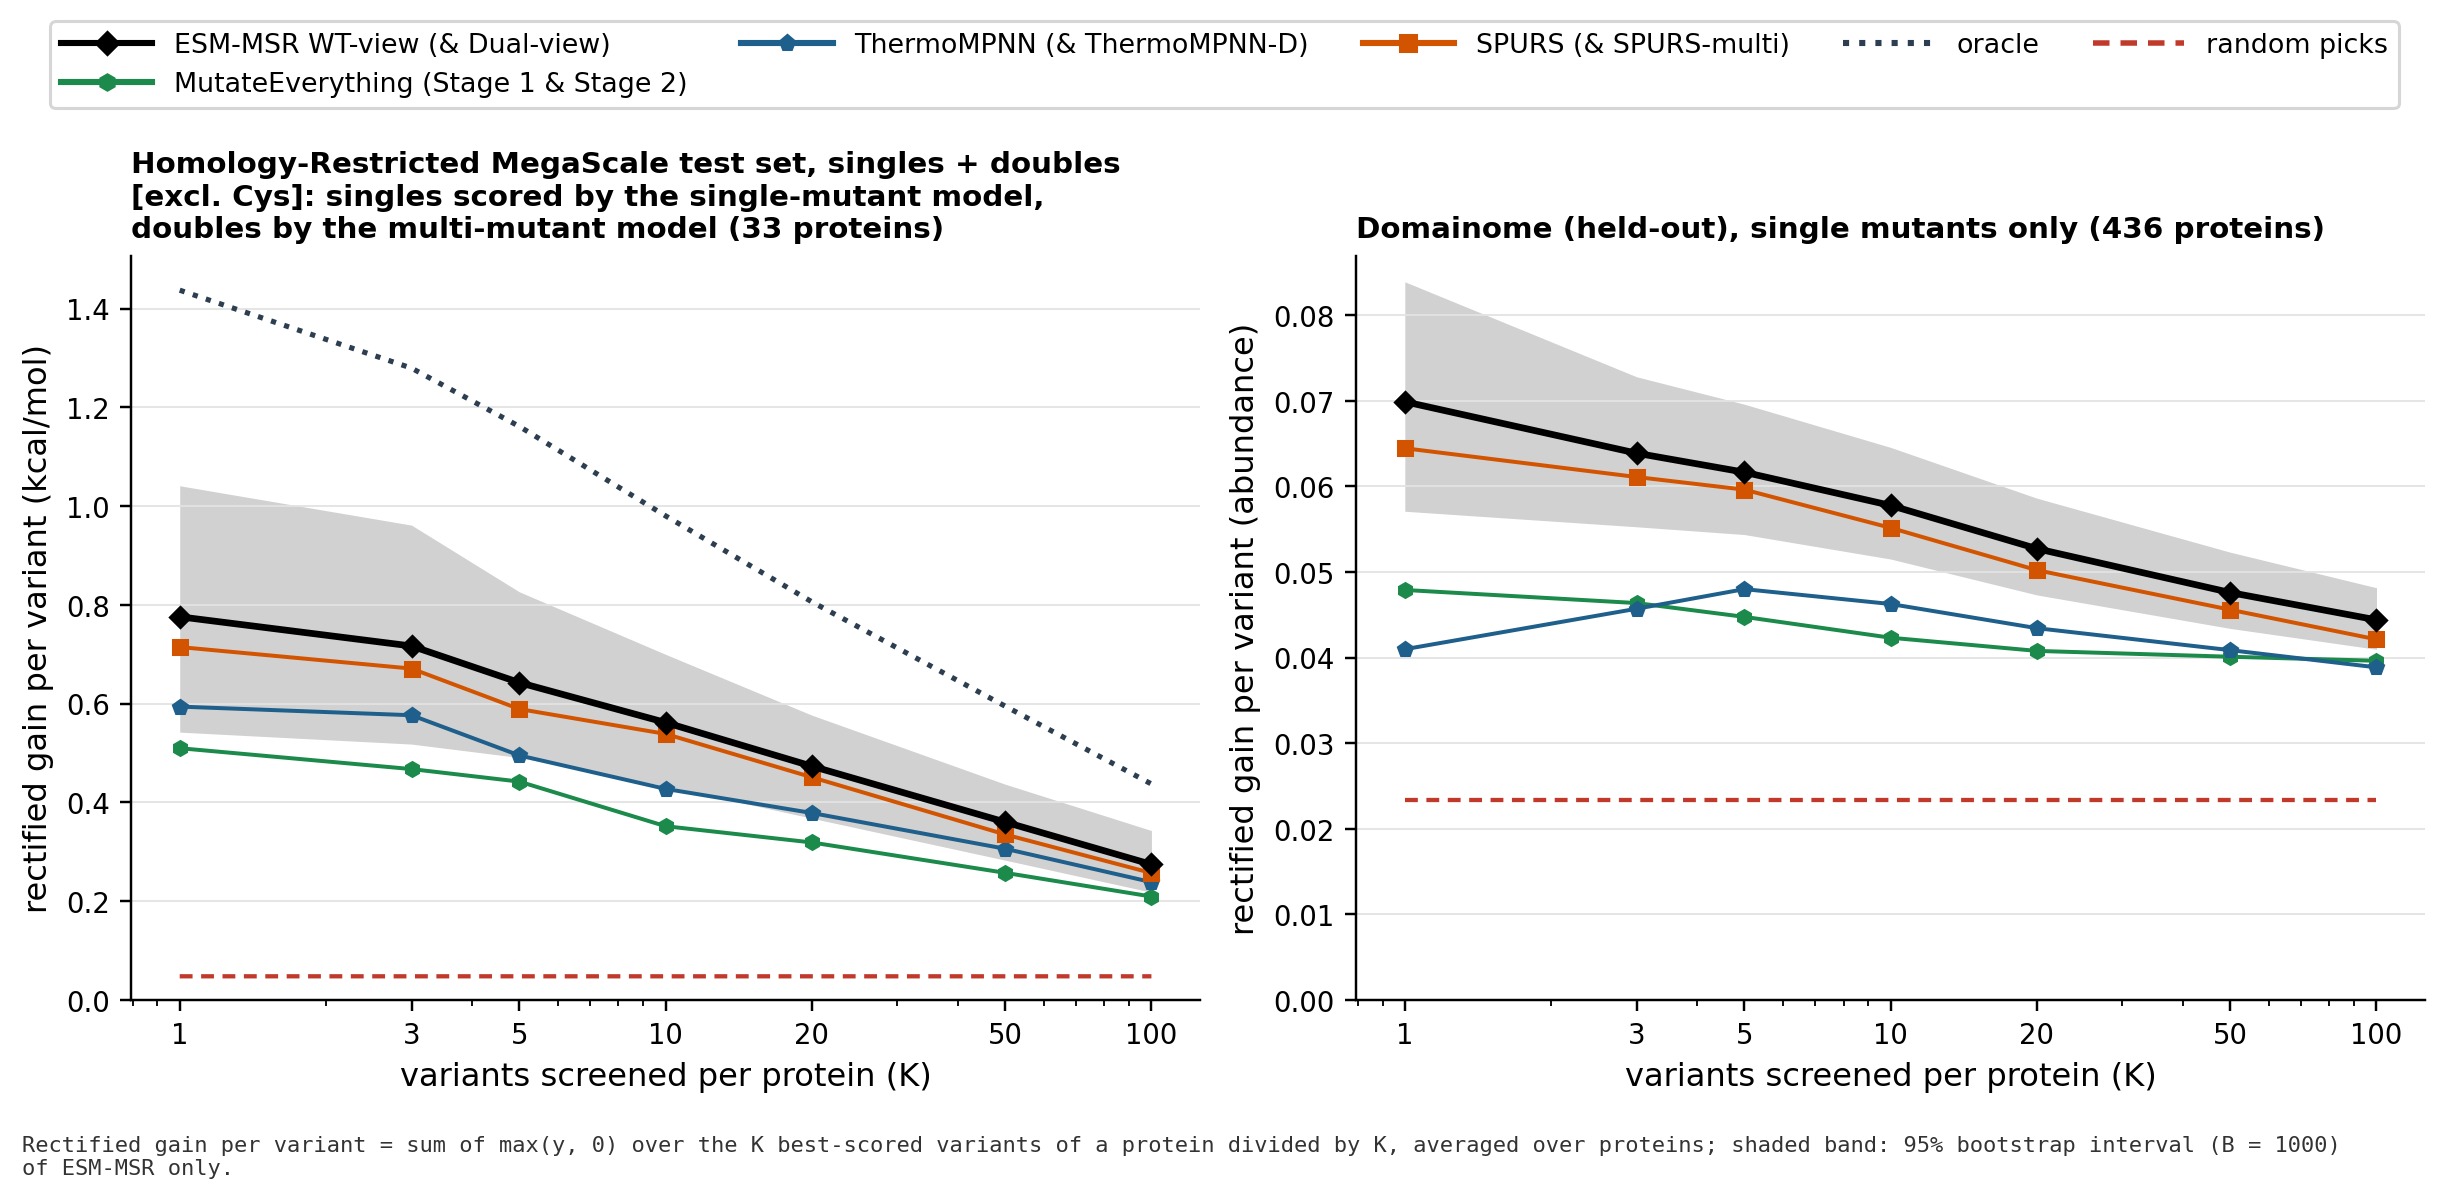 ESM-MSR WT-view (& Dual-view)
MutateEverything (Stage 1 & Stage 2)
ThermoMPNN (& ThermoMPNN-D)
SPURS (& SPURS-multi)
oracle
random picks
Homology-Restricted MegaScale test set, singles + doubles
[excl. Cys]: singles scored by the single-mutant model,
doubles by the multi-mutant model (33 proteins)
rectified gain per variant (kcal/mol)
1.4
1.2
1.0
0.8
0.6
0.4
0.2
0.0
1 3 5 10 20 50 100
variants screened per protein (K)
Domainome (held-out), single mutants only (436 proteins)
rectified gain per variant (abundance)
0.08
0.07
0.06
0.05
0.04
0.03
0.02
0.01
0.00
1 3 5 10 20 50 100
variants screened per protein (K)
Rectified gain per variant = sum of max(y, 0) over the K best-scored variants of a protein divided by K, averaged over proteins; shaded band: 95% bootstrap interval (B = 1000)
of ESM-MSR only.